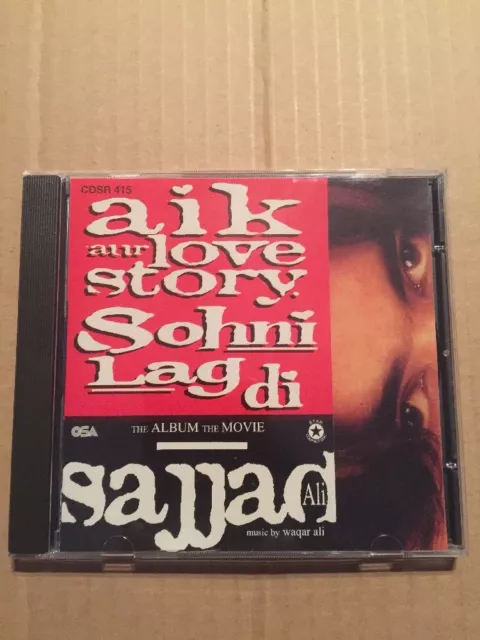 CDSR 415
aik
aur love
story.
Sohni
Lag di
OSA THE ALBUM THE MOVIE
sajjad
Ali
music by waqar ali